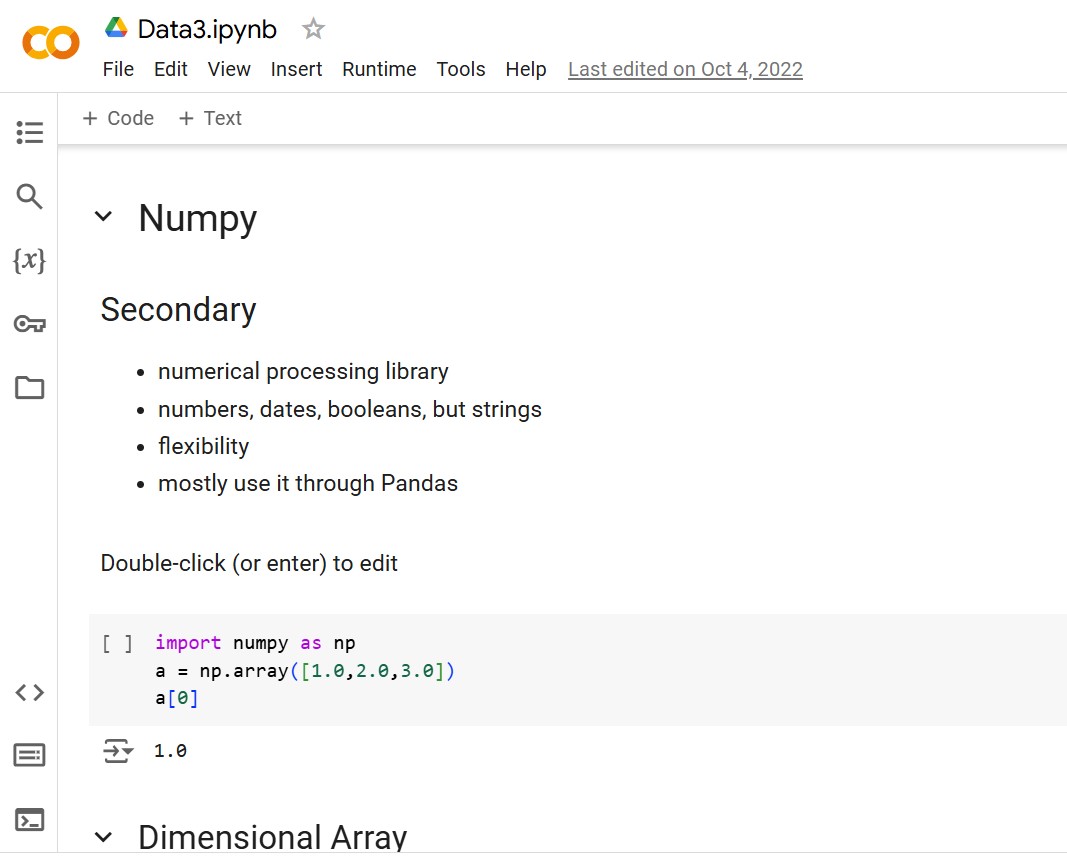 Data3.ipynb
File Edit View Insert Runtime Tools Help Last edited on Oct 4, 2022
+ Code + Text
{x}
Numpy
Secondary
• numerical processing library
• numbers, dates, booleans, but strings
• flexibility
• mostly use it through Pandas
Double-click (or enter) to edit
[ ] import numpy as np
a = np.array([1.0,2.0,3.0])
a[0]
1.0
Dimensional Array